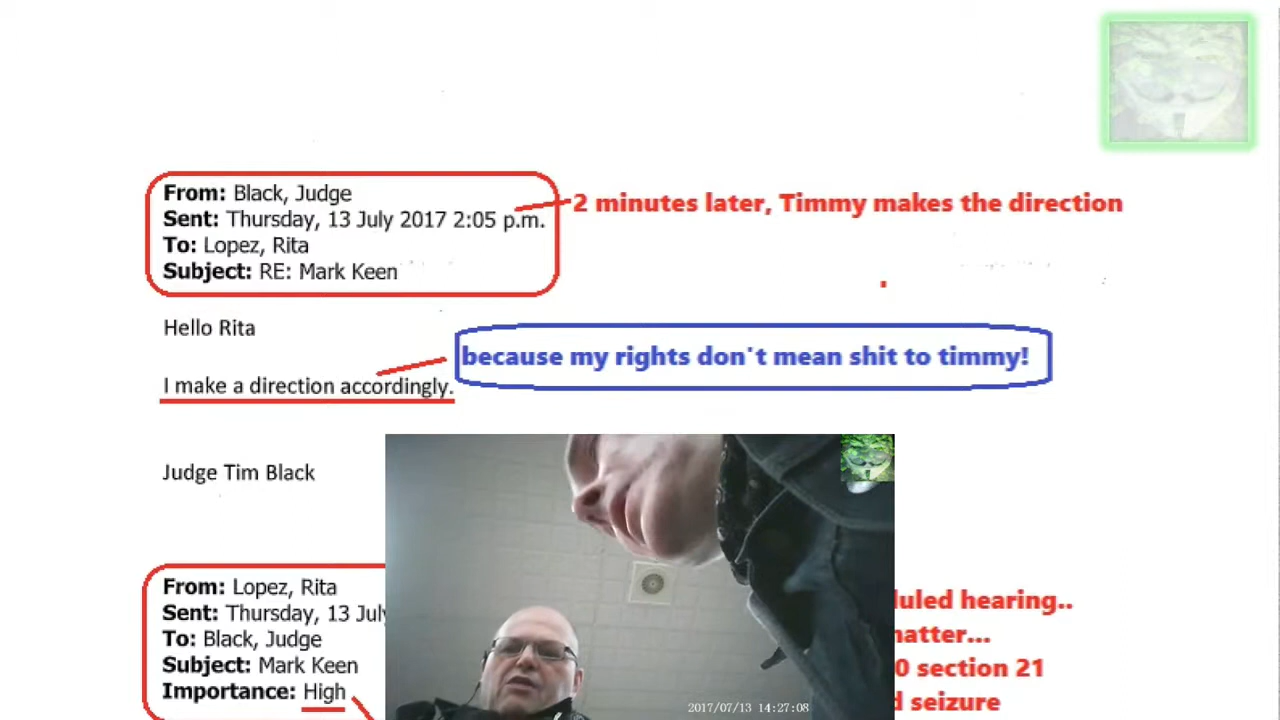 From: Black, Judge
Sent: Thursday, 13 July 2017 2:05 p.m.
To: Lopez, Rita
Subject: RE: Mark Keen
2 minutes later, Timmy makes the direction
Hello Rita
because my rights don't mean shit to timmy!
I make a direction accordingly.
Judge Tim Black
From: Lopez, Rita
Sent: Thursday, 13 July
To: Black, Judge
Subject: Mark Keen
Importance: High
hearing..
section 21
seizure
2017/07/13 14:27:08